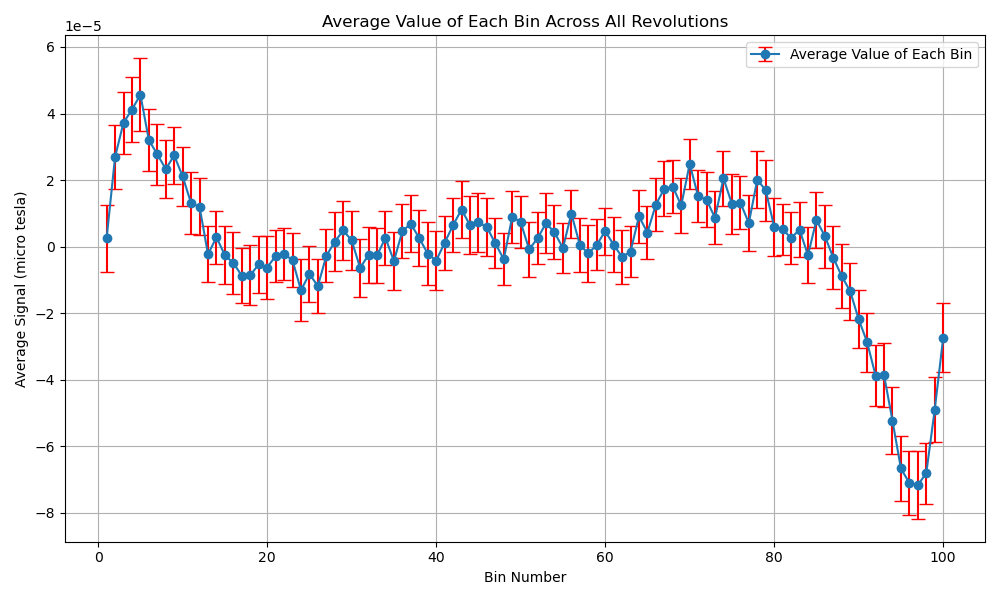 Average Value of Each Bin Across All Revolutions
1e−5
Average Value of Each Bin
6
4
2
0
−2
−4
−6
−8
Average Signal (micro tesla)
0
20
40
60
80
100
Bin Number